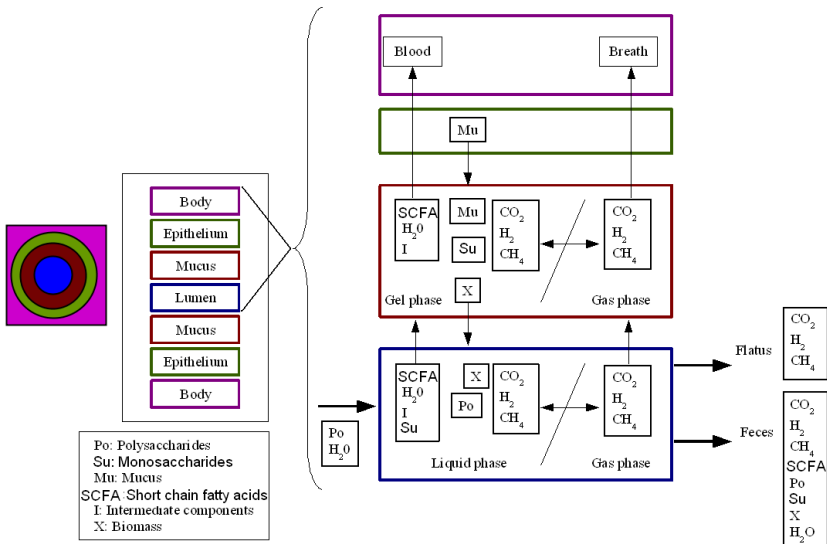 Blood
Breath
Mu
Body
Epithelium
Mucus
Lumen
Mucus
Epithelium
Body
SCFA
H₂0
I
Mu
Su
X
CO₂
H₂
CH₄
CO₂
H₂
CH₄
Gel phase
Gas phase
SCFA
H₂0
I
Su
X
Po
CO₂
H₂
CH₄
CO₂
H₂
CH₄
Liquid phase
Gas phase
Po
H₂0
Flatus
CO₂
H₂
CH₄
Feces
CO₂
H₂
CH₄
SCFA
Po
Su
X
H₂O
Po: Polysaccharides
Su: Monosaccharides
Mu: Mucus
SCFA :Short chain fatty acids
I: Intermediate components
X: Biomass